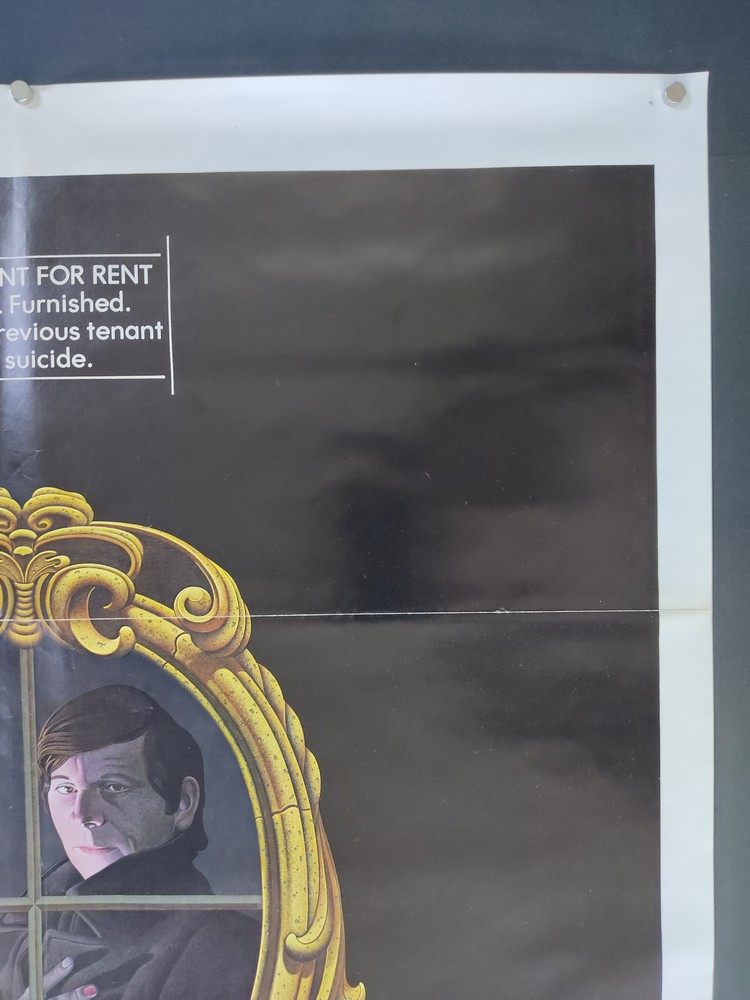 NT FOR RENT
. Furnished.
revious tenant
suicide.